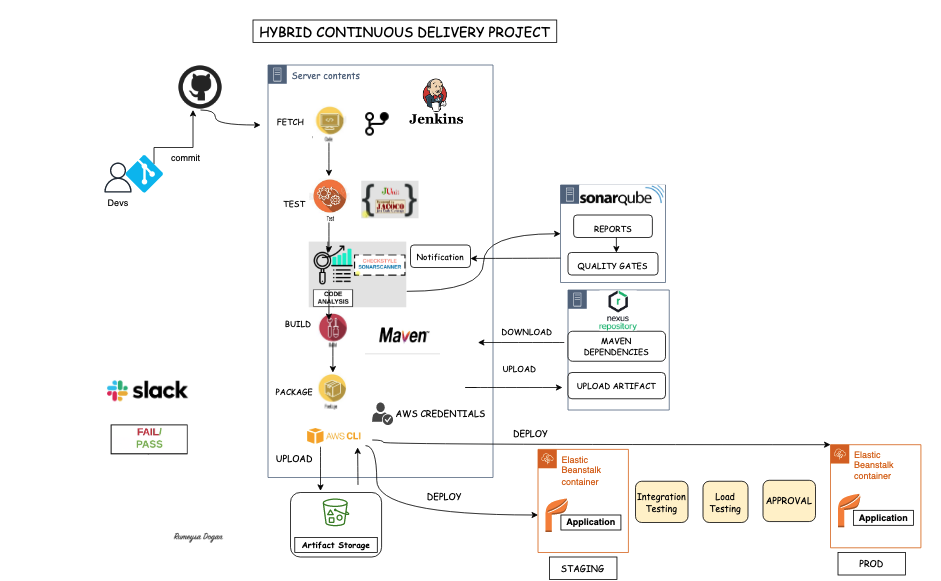 HYBRID CONTINUOUS DELIVERY PROJECT
Server contents
Jenkins
FETCH
Code
commit
Devs
TEST
Test
JUnit
JACOCO
CHECKSTYLE
SONARSCANNER
CODE
ANALYSIS
Notification
sonarqube
REPORTS
QUALITY GATES
BUILD
Build
Maven™
nexus
repository
MAVEN
DEPENDENCIES
DOWNLOAD
UPLOAD
UPLOAD ARTIFACT
PACKAGE
Package
slack
FAIL/
PASS
AWS CREDENTIALS
AWS CLI
UPLOAD
DEPLOY
DEPLOY
Artifact Storage
Elastic
Beanstalk
container
Application
STAGING
Integration
Testing
Load
Testing
APPROVAL
Elastic
Beanstalk
container
Application
PROD
Rumeysa Dogan